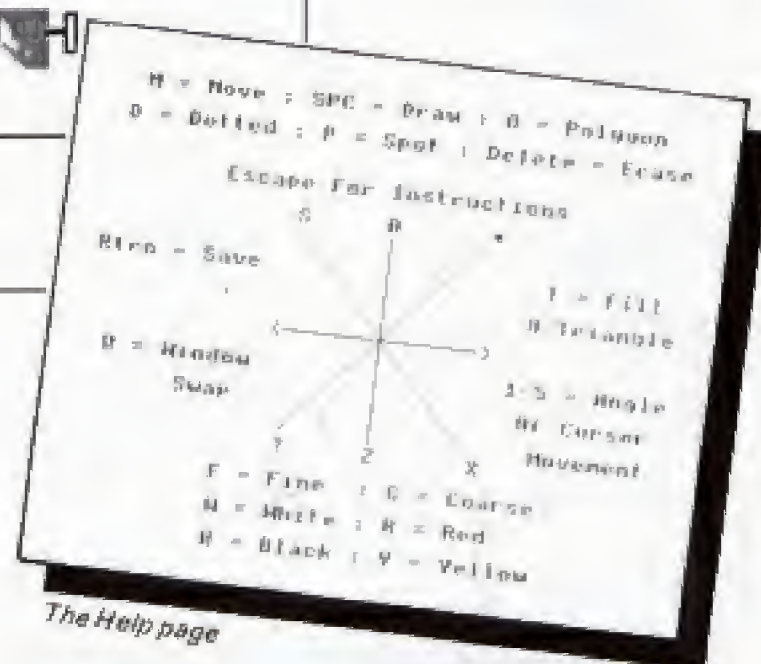 M = Move : SPC = Draw : = Polygon
D = Dotted : P = Spot : Delete = Erase
Escape For Instructions
Rtrn = Save
T = Fill
A Triangle
= Window
Swap
1-5 = Angle
Of Cursor
Movement
Z
X
F = Fine : C = Coarse
W = White : R = Red
= Black : Y = Yellow
The Help page